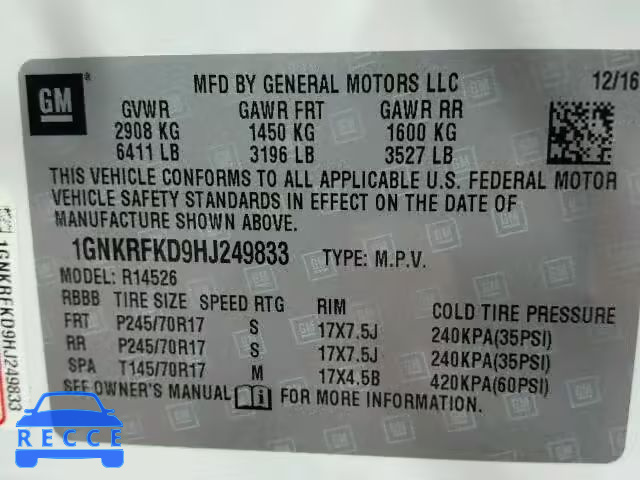 GM®
MFD BY GENERAL MOTORS LLC 12/16
GVWR GAWR FRT GAWR RR
2908 KG 1450 KG 1600 KG
6411 LB 3196 LB 3527 LB
THIS VEHICLE CONFORMS TO ALL APPLICABLE U.S. FEDERAL MOTOR
VEHICLE SAFETY STANDARDS IN EFFECT ON THE DATE OF
MANUFACTURE SHOWN ABOVE.
1GNKRFKD9HJ249833 TYPE: M.P.V.
MODEL: R14526
RBBB TIRE SIZE SPEED RTG RIM COLD TIRE PRESSURE
FRT P245/70R17 S 17X7.5J 240KPA(35PSI)
RR P245/70R17 S 17X7.5J 240KPA(35PSI)
SPA T145/70R17 M 17X4.5B 420KPA(60PSI)
SEE OWNER'S MANUAL FOR MORE INFORMATION.
1GNKRFKD9HJ249833
RECCE